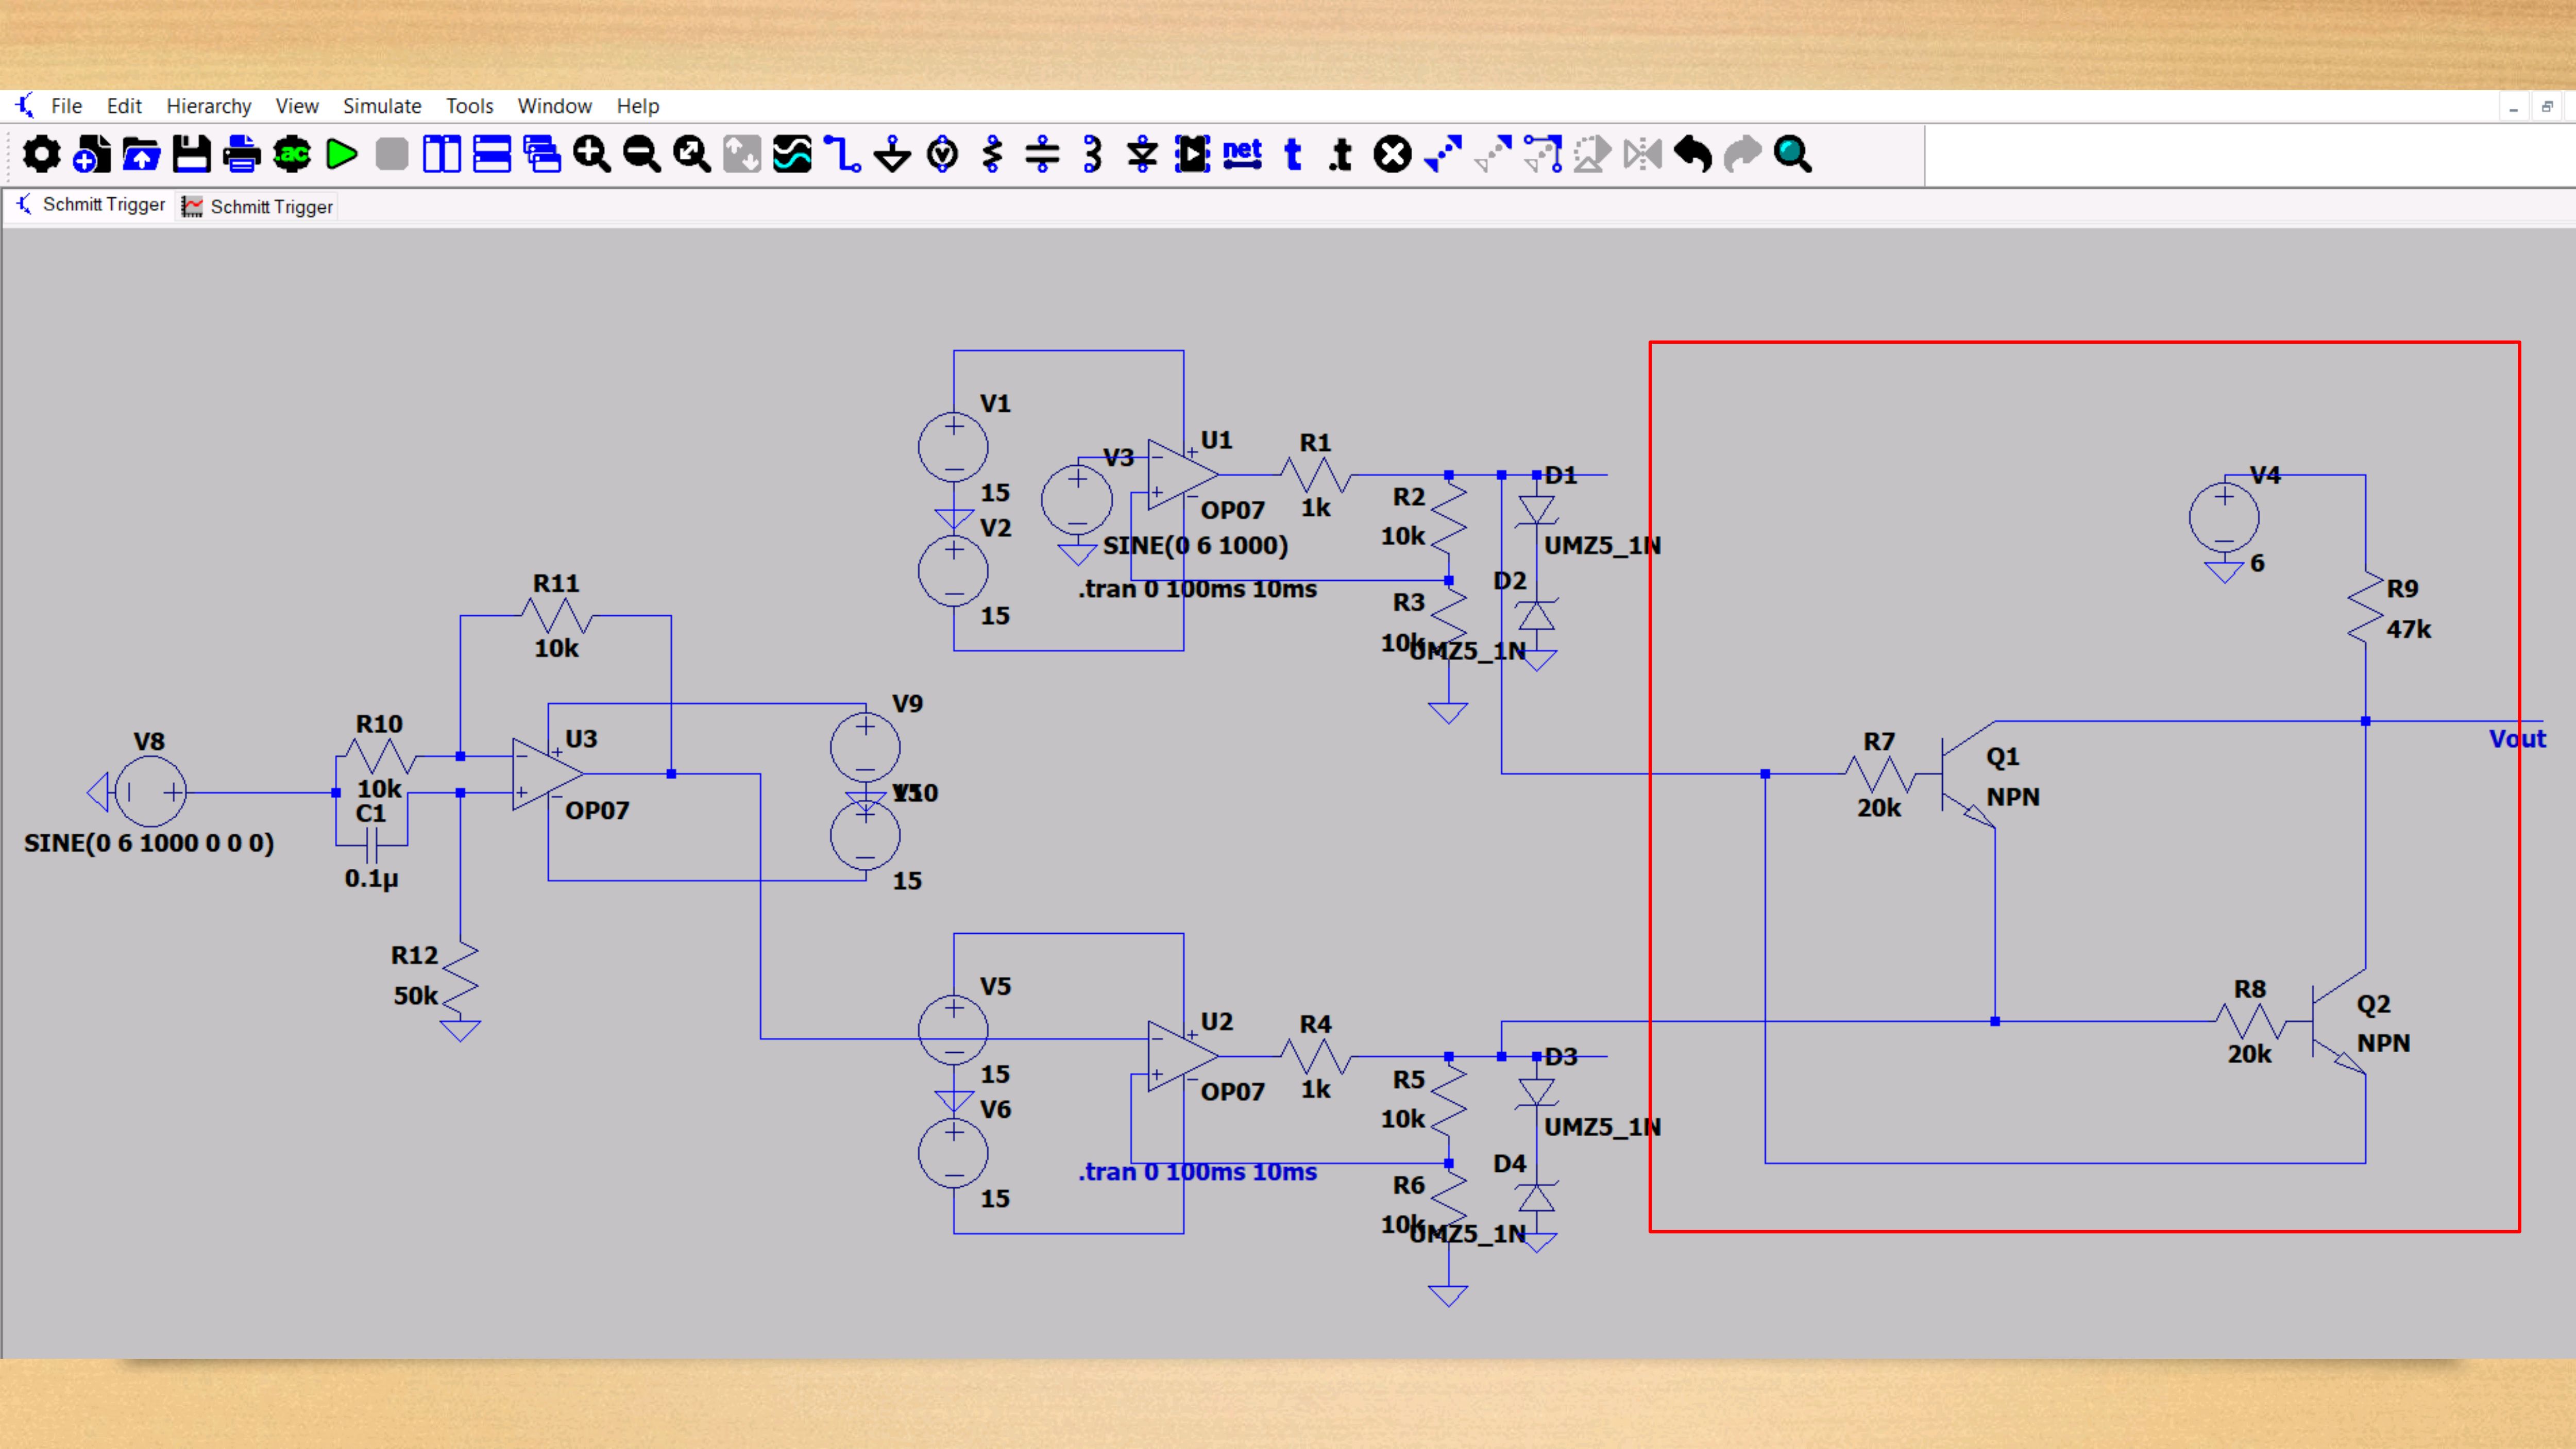 File Edit Hierarchy View Simulate Tools Window Help
.ac
net t .t
Schmitt Trigger Schmitt Trigger
V1
15
V2
15
V3
SINE(0 6 1000)
.tran 0 100ms 10ms
U1
OP07
R1
1k
R2
10k
R3
10k
D1
UMZ5_1N
D2
UMZ5_1N
V4
6
R9
47k
Vout
R11
10k
V8
SINE(0 6 1000 0 0 0)
R10
10k
C1
0.1µ
U3
OP07
R12
50k
V9
15
V10
15
R7
20k
Q1
NPN
V5
15
V6
15
.tran 0 100ms 10ms
U2
OP07
R4
1k
R5
10k
R6
10k
D3
UMZ5_1N
D4
UMZ5_1N
R8
20k
Q2
NPN